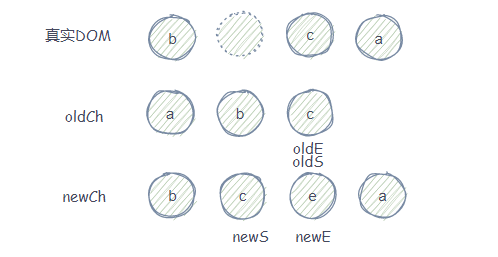 真实DOM b c a
oldCh a b c
oldE
oldS
newCh b c e a
newS newE